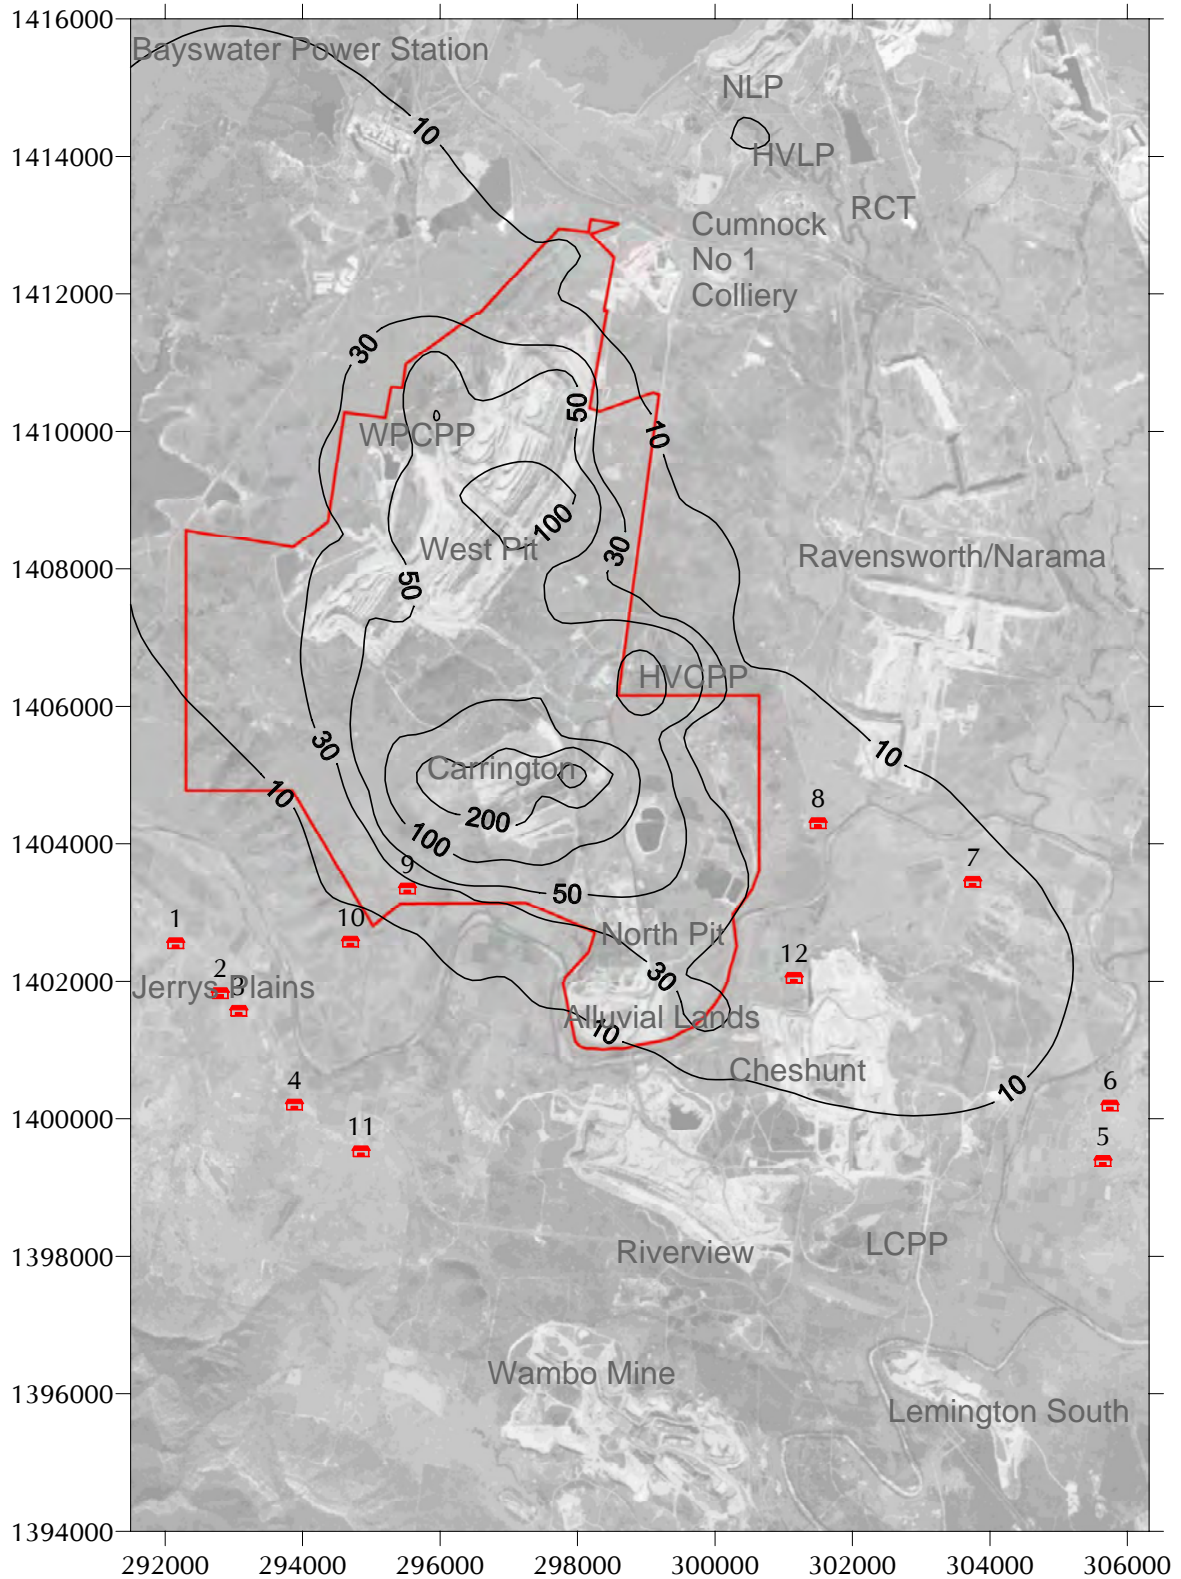 1416000
Bayswater Power Station
NLP
10
1414000
HVLP
RCT
Cumnock
No 1
Colliery
1412000
30
50
10
1410000
WPCPP
100
West Pit
30
Ravensworth/Narama
1408000
50
HVCPP
1406000
30
10
Carrington
10
200
8
1404000
100
7
9
50
1
10
North Pit
12
2
3
30
1402000
Jerrys Plains
Alluvial Lands
10
Cheshunt
4
10
6
1400000
11
5
LCPP
Riverview
1398000
Wambo Mine
1396000
Lemington South
1394000
292000 294000 296000 298000 300000 302000 304000 306000